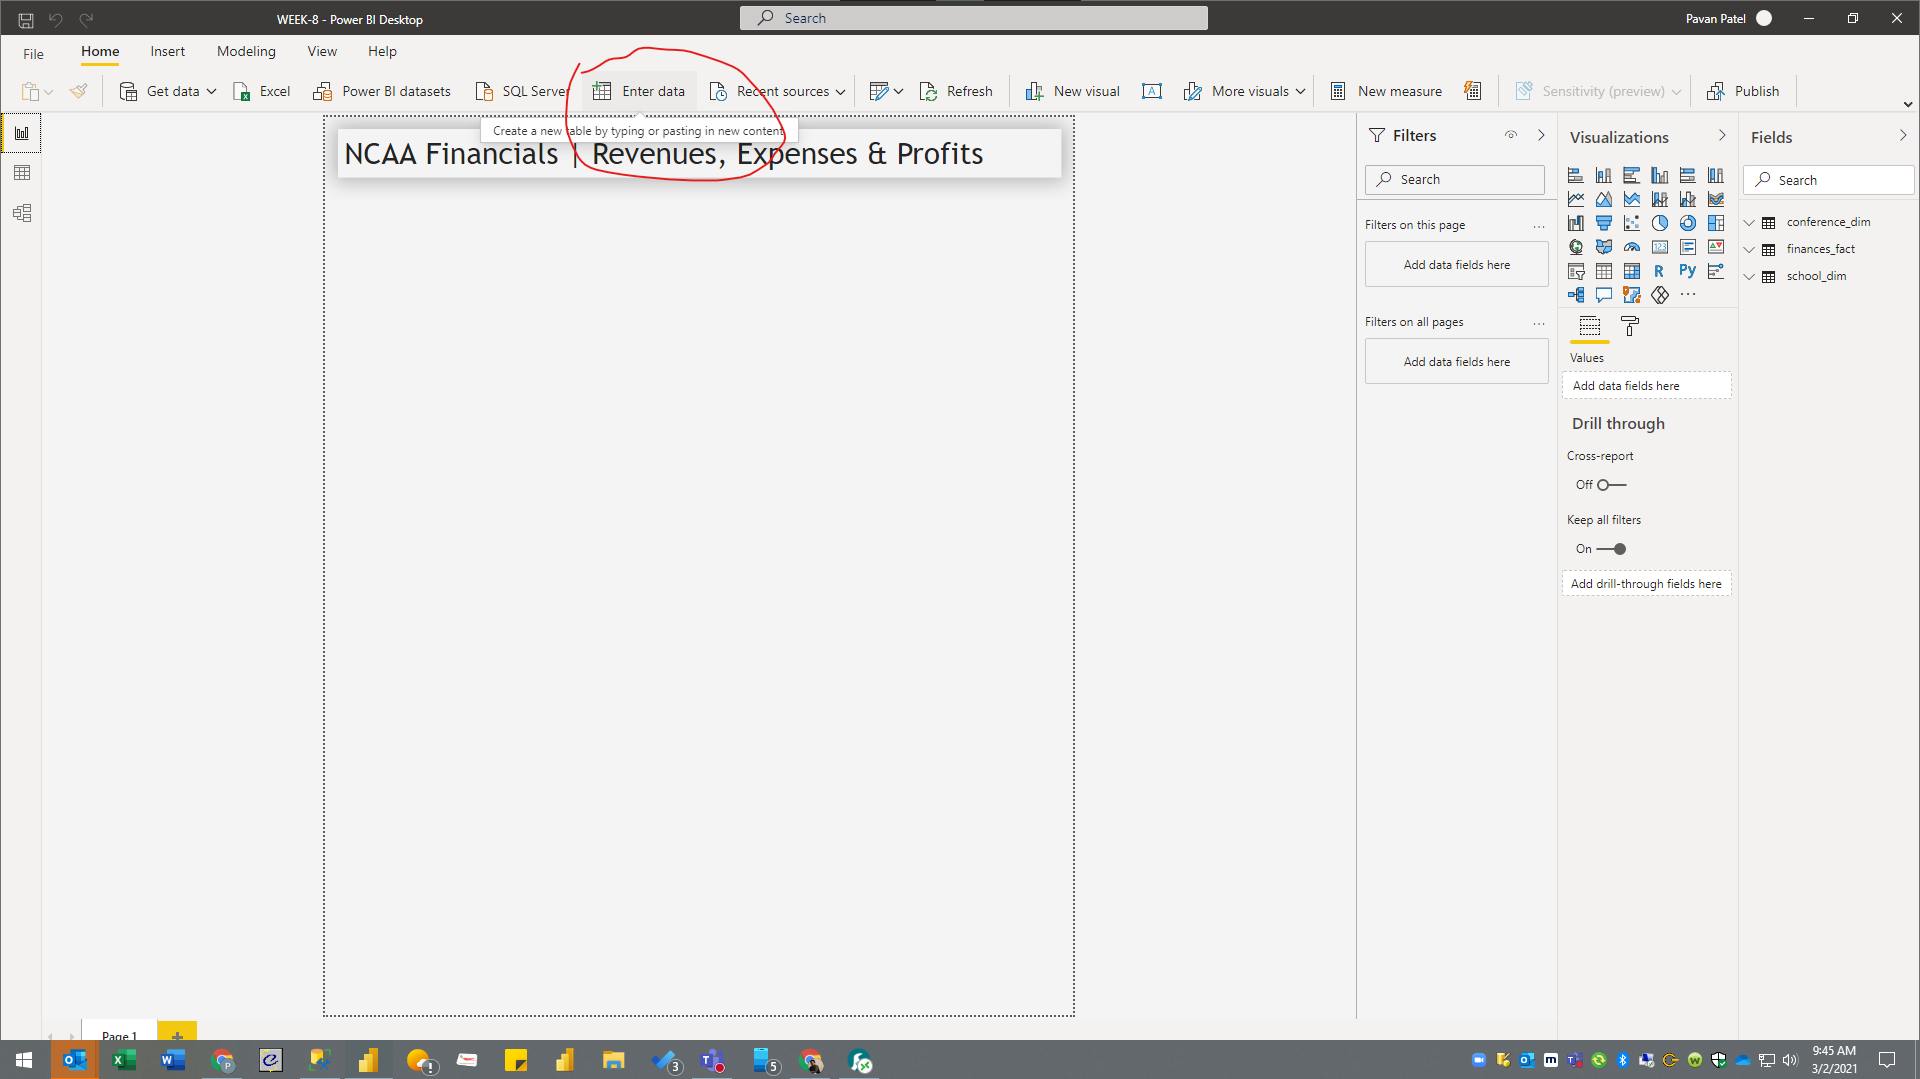 WEEK-8 - Power BI Desktop
Search
Pavan Patel
File
Home
Insert
Modeling
View
Help
Get data
Excel
Power BI datasets
SQL Server
Enter data
Recent sources
Refresh
New visual
A
More visuals
New measure
Sensitivity (preview)
Publish
Create a new table by typing or pasting in new content
NCAA Financials | Revenues, Expenses & Profits
Filters
Search
Filters on this page
...
Add data fields here
Filters on all pages
...
Add data fields here
Visualizations
123
R
Py
...
Values
Add data fields here
Drill through
Cross-report
Off
Keep all filters
On
Add drill-through fields here
Fields
Search
conference_dim
finances_fact
school_dim
Page 1
+
3
5
9:45 AM
3/2/2021